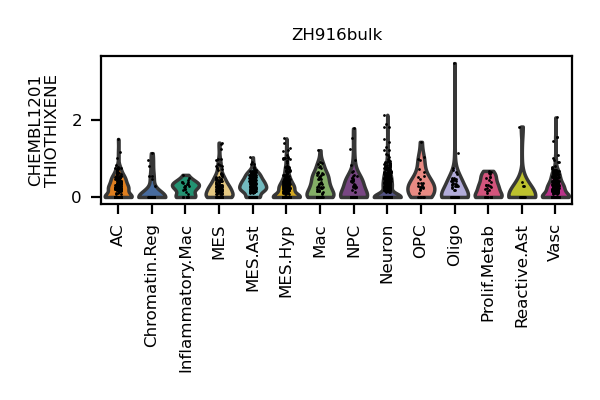 ZH916bulk
CHEMBL1201
THIOTHIXENE
2
0
AC
Chromatin.Reg
Inflammatory.Mac
MES
MES.Ast
MES.Hyp
Mac
NPC
Neuron
OPC
Oligo
Prolif.Metab
Reactive.Ast
Vasc